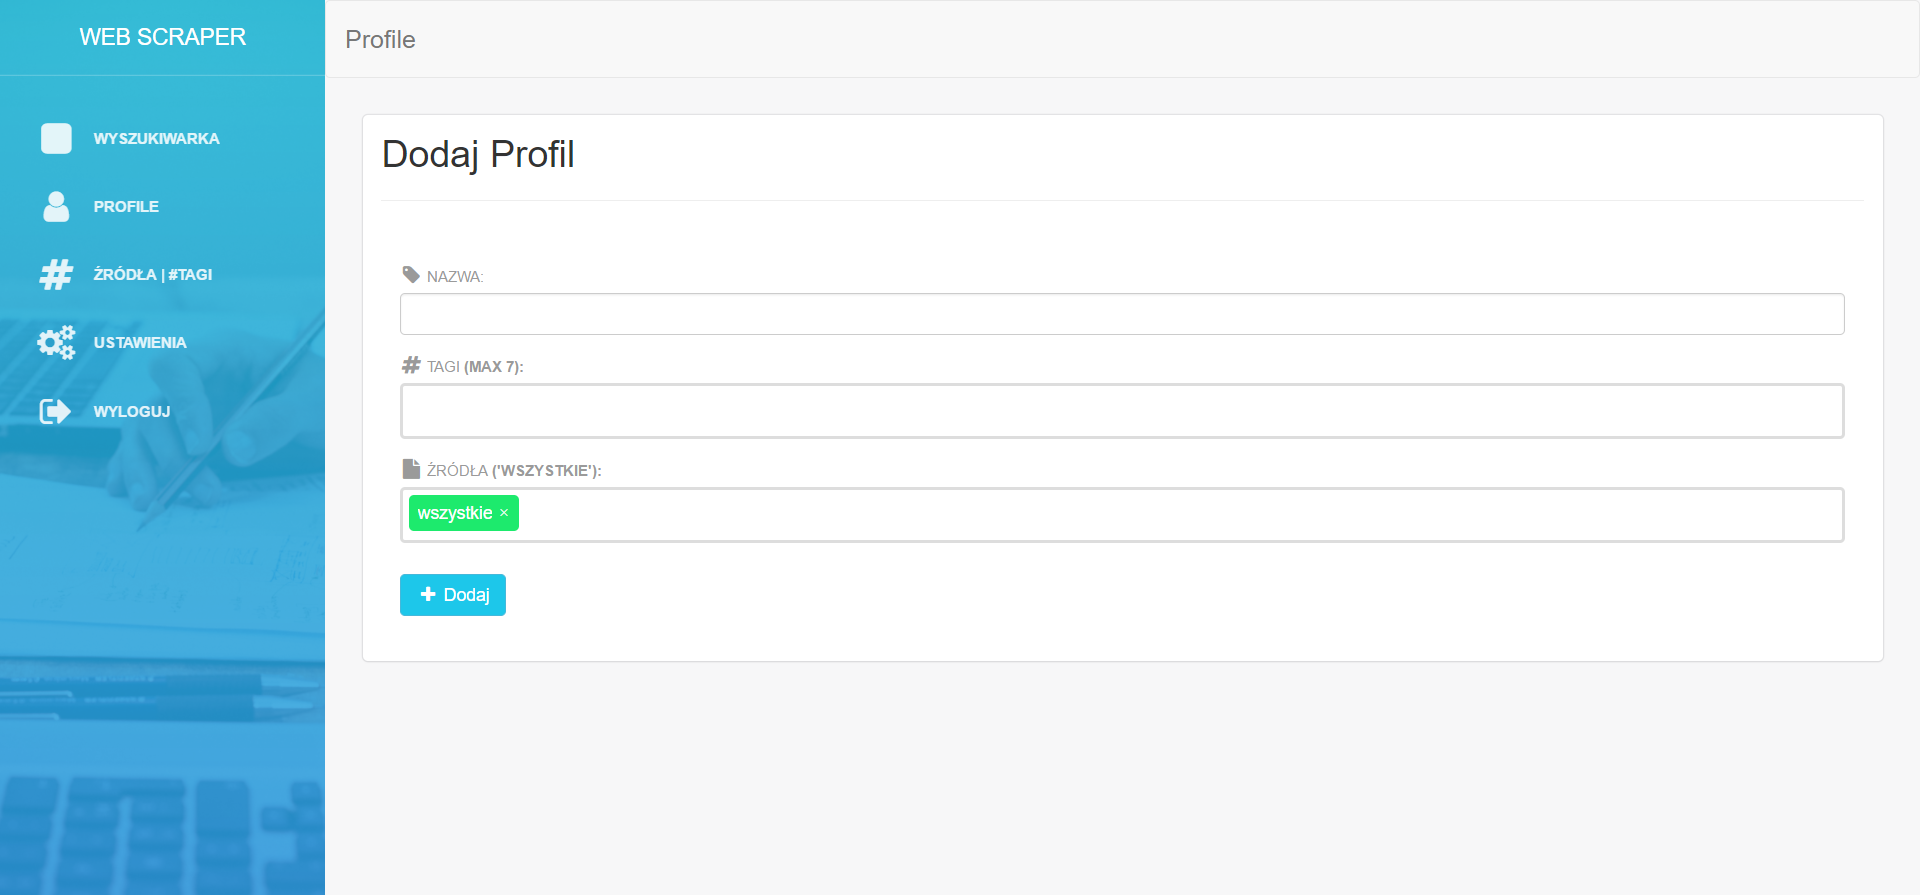 WEB SCRAPER
WYSZUKIWARKA
PROFILE
ŹRÓDŁA | #TAGI
USTAWIENIA
WYLOGUJ
Profile
Dodaj Profil
NAZWA:
# TAGI (MAX 7):
ŹRÓDŁA ('WSZYSTKIE'):
wszystkie ×
+ Dodaj